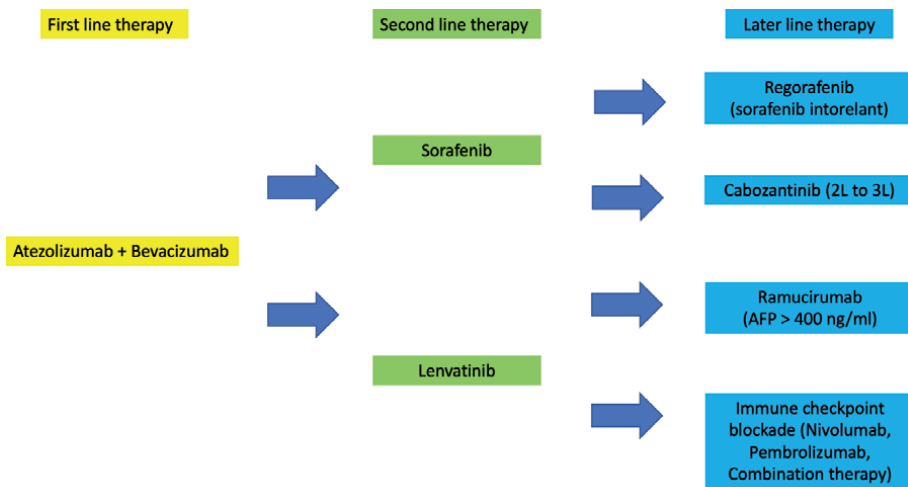 First line therapy
Second line therapy
Later line therapy
Regorafenib
(sorafenib intorelant)
Sorafenib
Cabozantinib (2L to 3L)
Atezolizumab + Bevacizumab
Ramucirumab
(AFP > 400 ng/ml)
Lenvatinib
Immune checkpoint
blockade (Nivolumab,
Pembrolizumab,
Combination therapy)